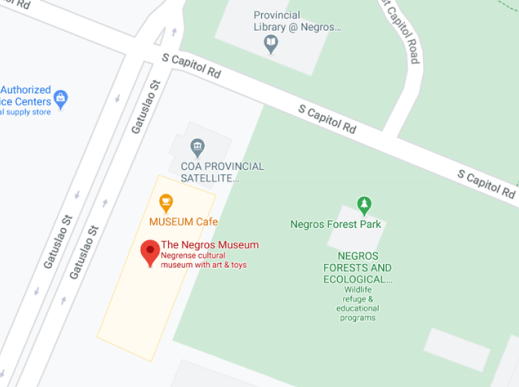 Rd
Provincial
Library @ Negros...
st Capitol Road
S Capitol Rd
Authorized
ice Centers
al supply store
Gatuslao St
S Capitol Rd
COA PROVINCIAL
SATELLITE...
S Capitol Rd
MUSEUM Cafe
Negros Forest Park
Gatuslao St
Gatuslao St
The Negros Museum
Negrense cultural
museum with art & toys
NEGROS
FORESTS AND
ECOLOGICAL...
Wildlife
refuge &
educational
programs